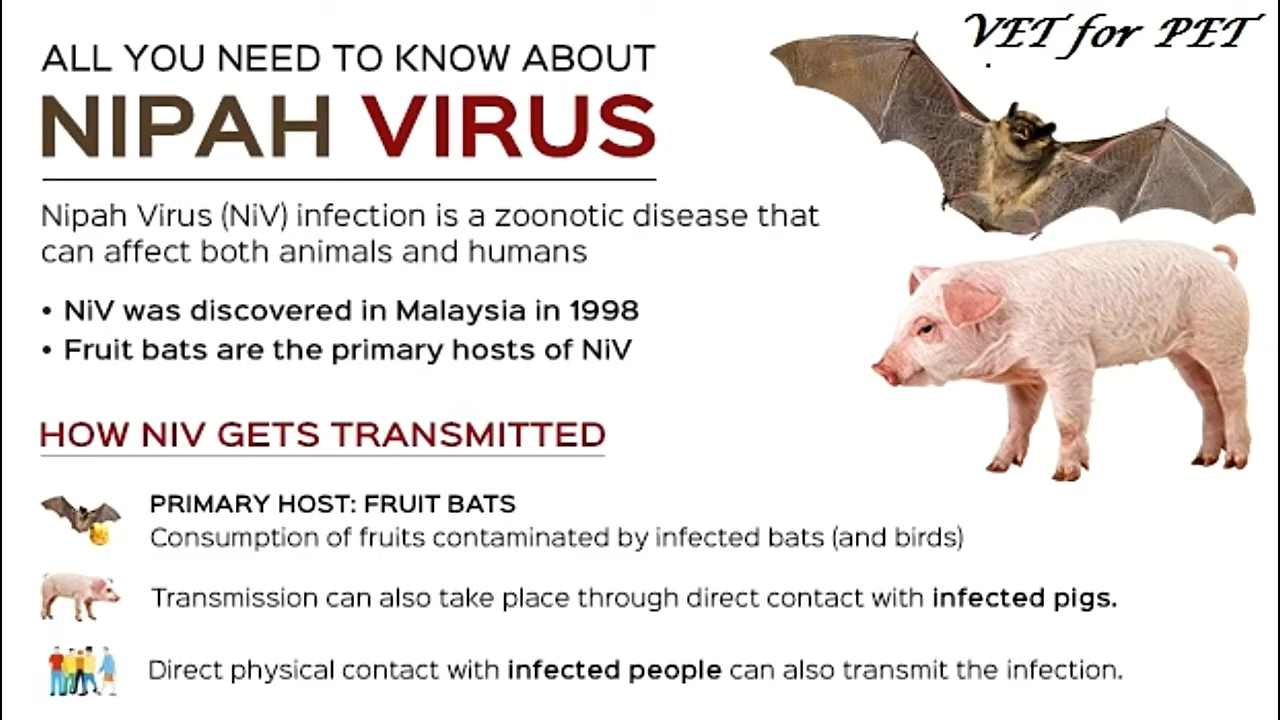 VET for PET
ALL YOU NEED TO KNOW ABOUT
NIPAH VIRUS
Nipah Virus (NiV) infection is a zoonotic disease that
can affect both animals and humans
• NiV was discovered in Malaysia in 1998
• Fruit bats are the primary hosts of NiV
HOW NIV GETS TRANSMITTED
PRIMARY HOST: FRUIT BATS
Consumption of fruits contaminated by infected bats (and birds)
Transmission can also take place through direct contact with infected pigs.
Direct physical contact with infected people can also transmit the infection.